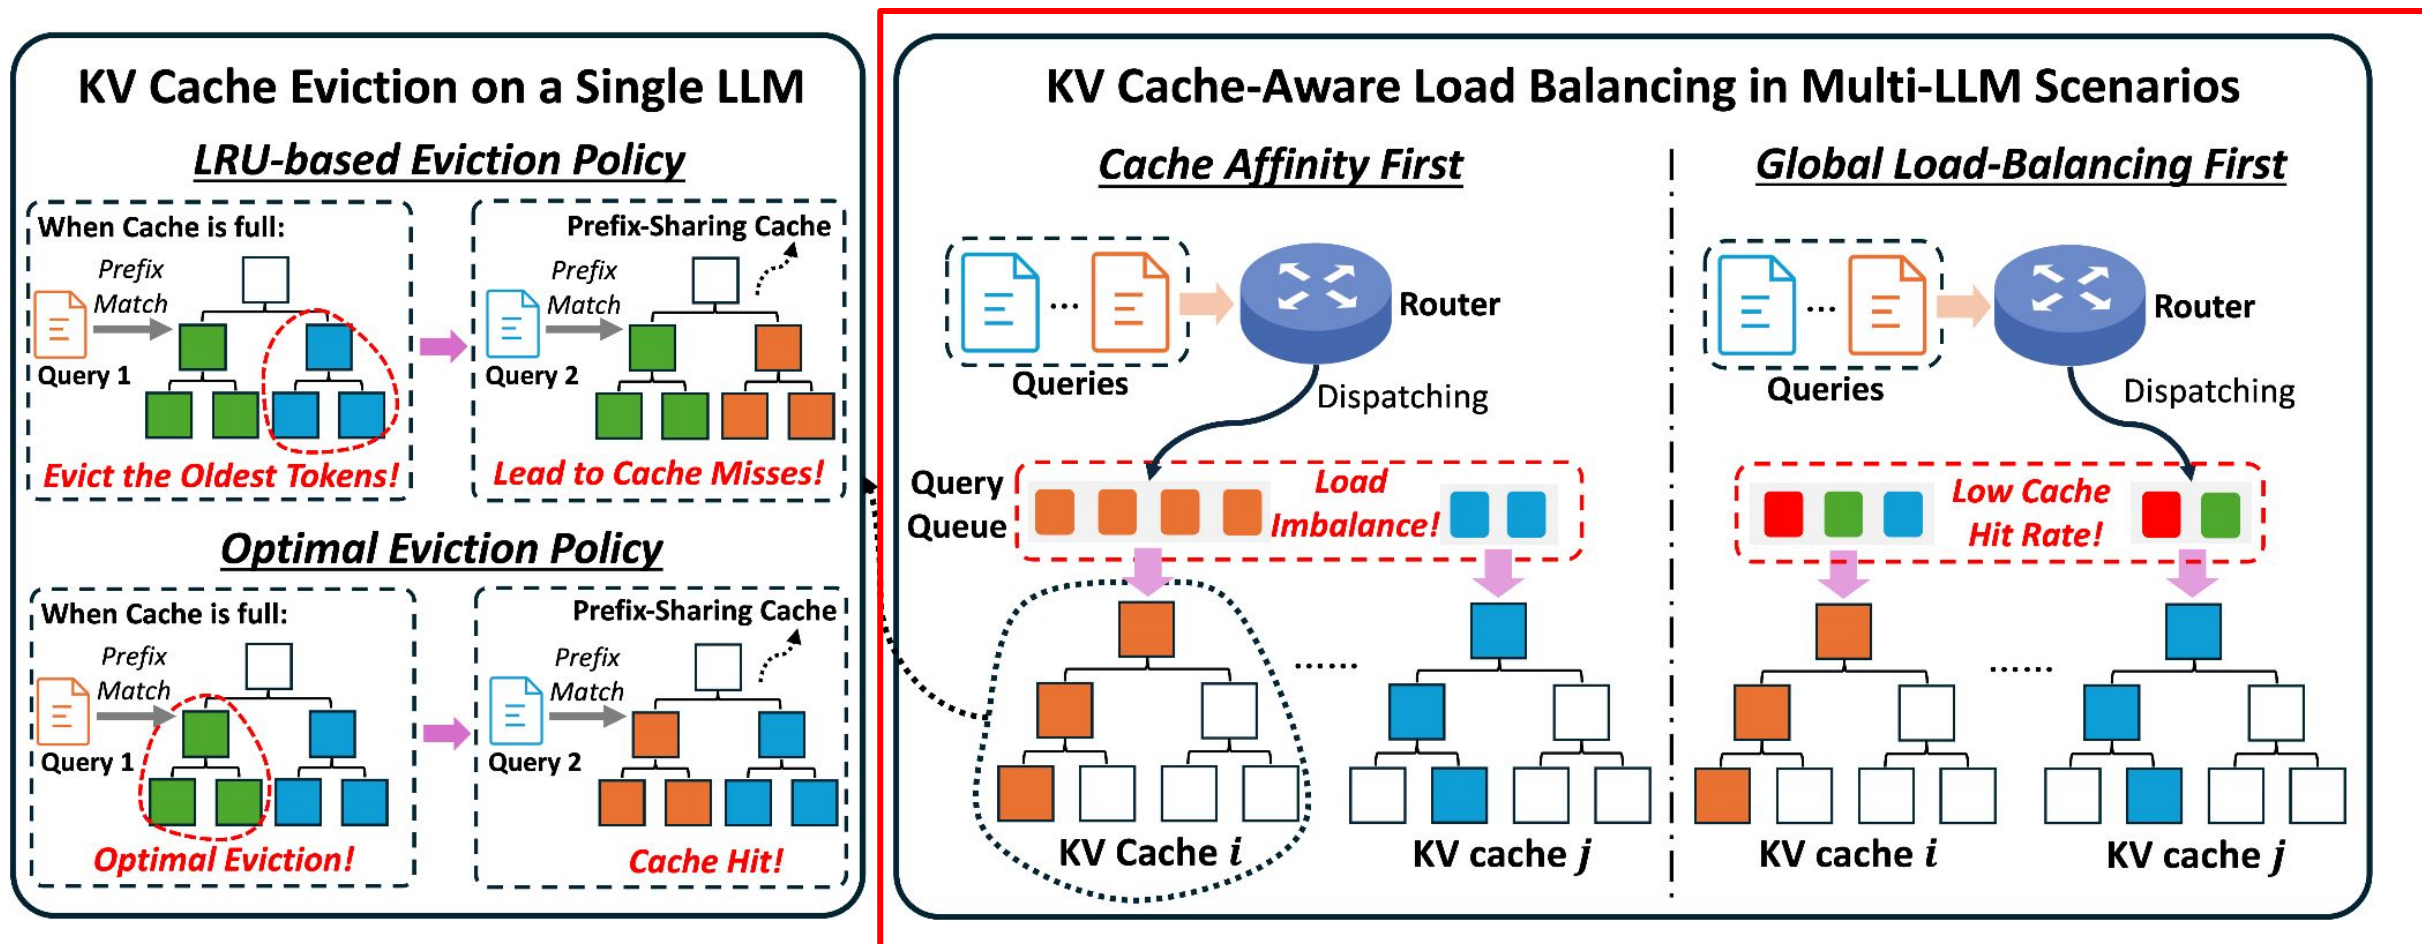 KV Cache Eviction on a Single LLM
LRU-based Eviction Policy
When Cache is full:
Prefix
Match
Query 1
Evict the Oldest Tokens!
Prefix-Sharing Cache
Prefix
Match
Query 2
Lead to Cache Misses!
Optimal Eviction Policy
When Cache is full:
Prefix
Match
Query 1
Optimal Eviction!
Prefix-Sharing Cache
Prefix
Match
Query 2
Cache Hit!
KV Cache-Aware Load Balancing in Multi-LLM Scenarios
Cache Affinity First
...
Queries
Router
Dispatching
Query
Queue
Load
Imbalance!
......
KV Cache i
KV cache j
Global Load-Balancing First
...
Queries
Router
Dispatching
Low Cache
Hit Rate!
......
KV cache i
KV cache j